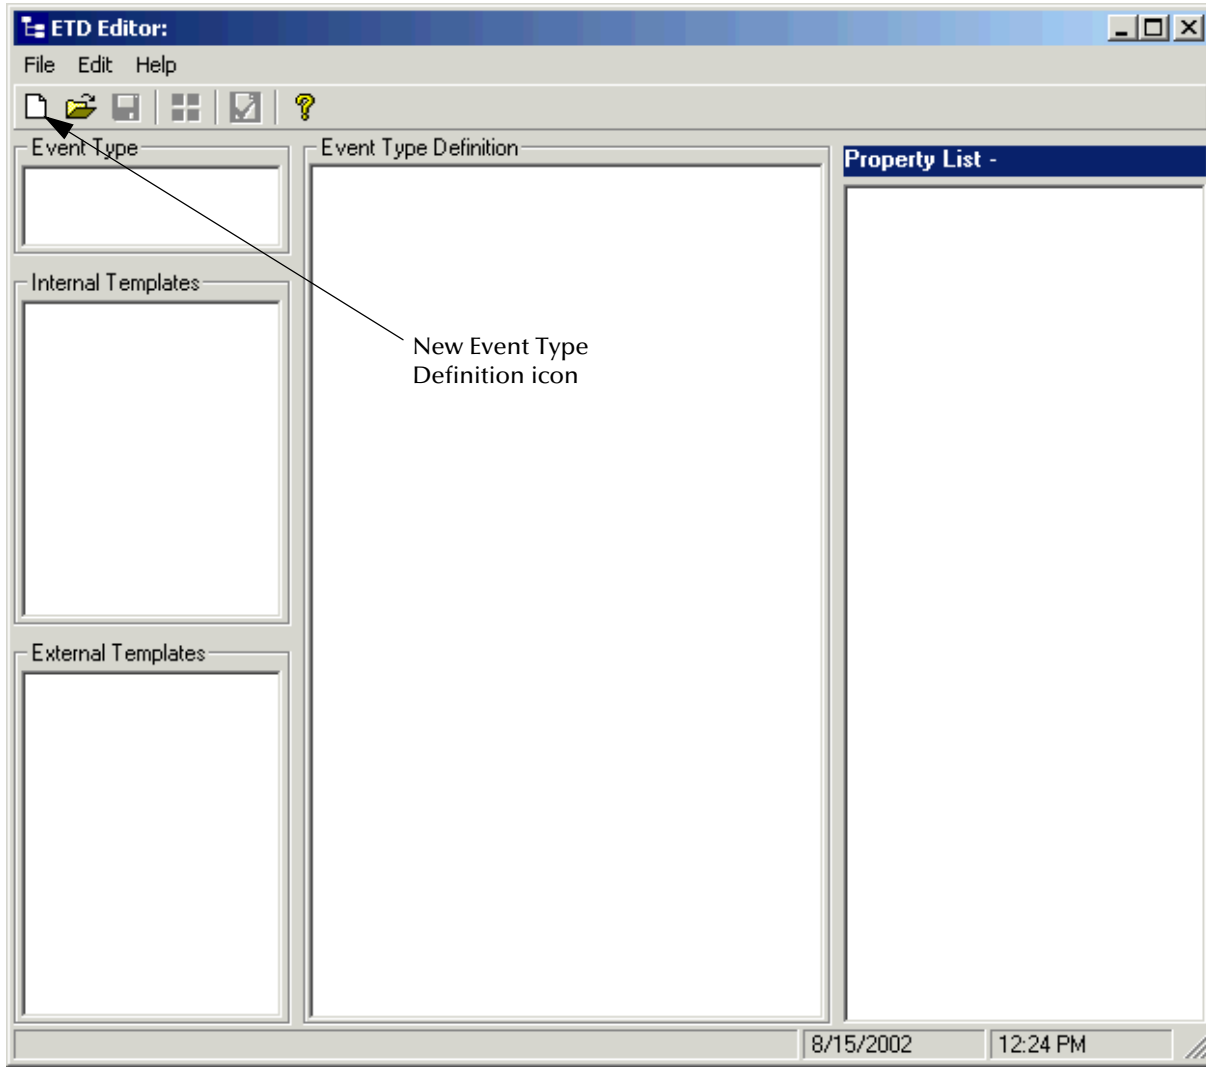 ETD Editor:
File Edit Help
Event Type
Event Type Definition
Property List -
Internal Templates
New Event Type
Definition icon
External Templates
8/15/2002
12:24 PM